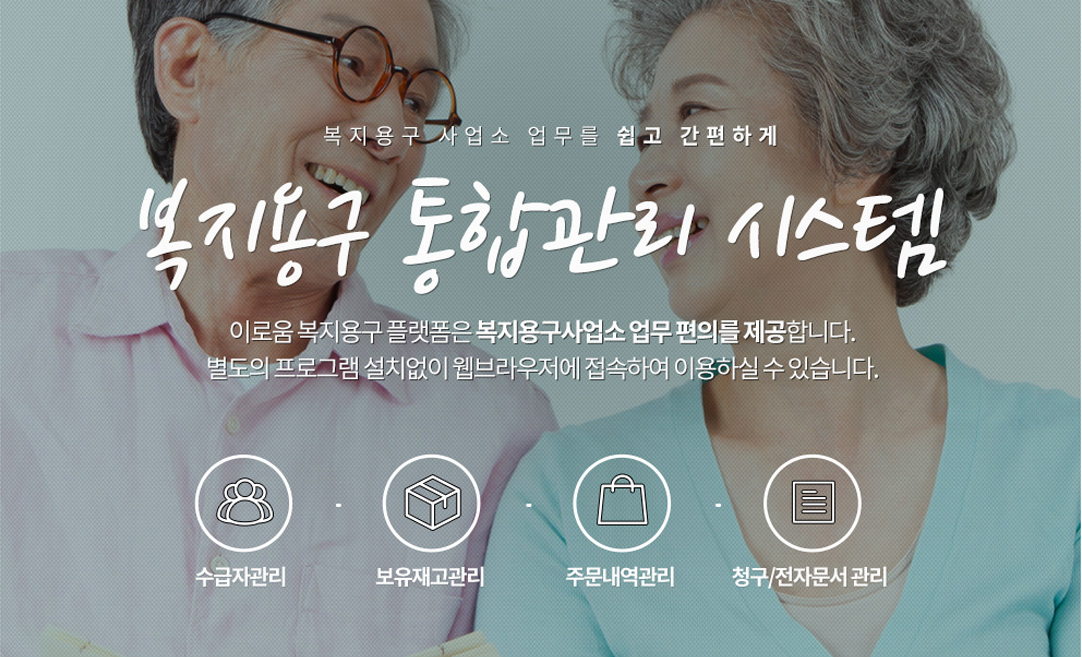 복지용구 사업소 업무를 쉽고 간편하게
복지용구 통합관리 시스템
이로움 복지용구 플랫폼은 복지용구사업소 업무 편의를 제공합니다.
별도의 프로그램 설치없이 웹브라우저에 접속하여 이용하실 수 있습니다.
수급자관리 보유재고관리 주문내역관리 청구/전자문서 관리